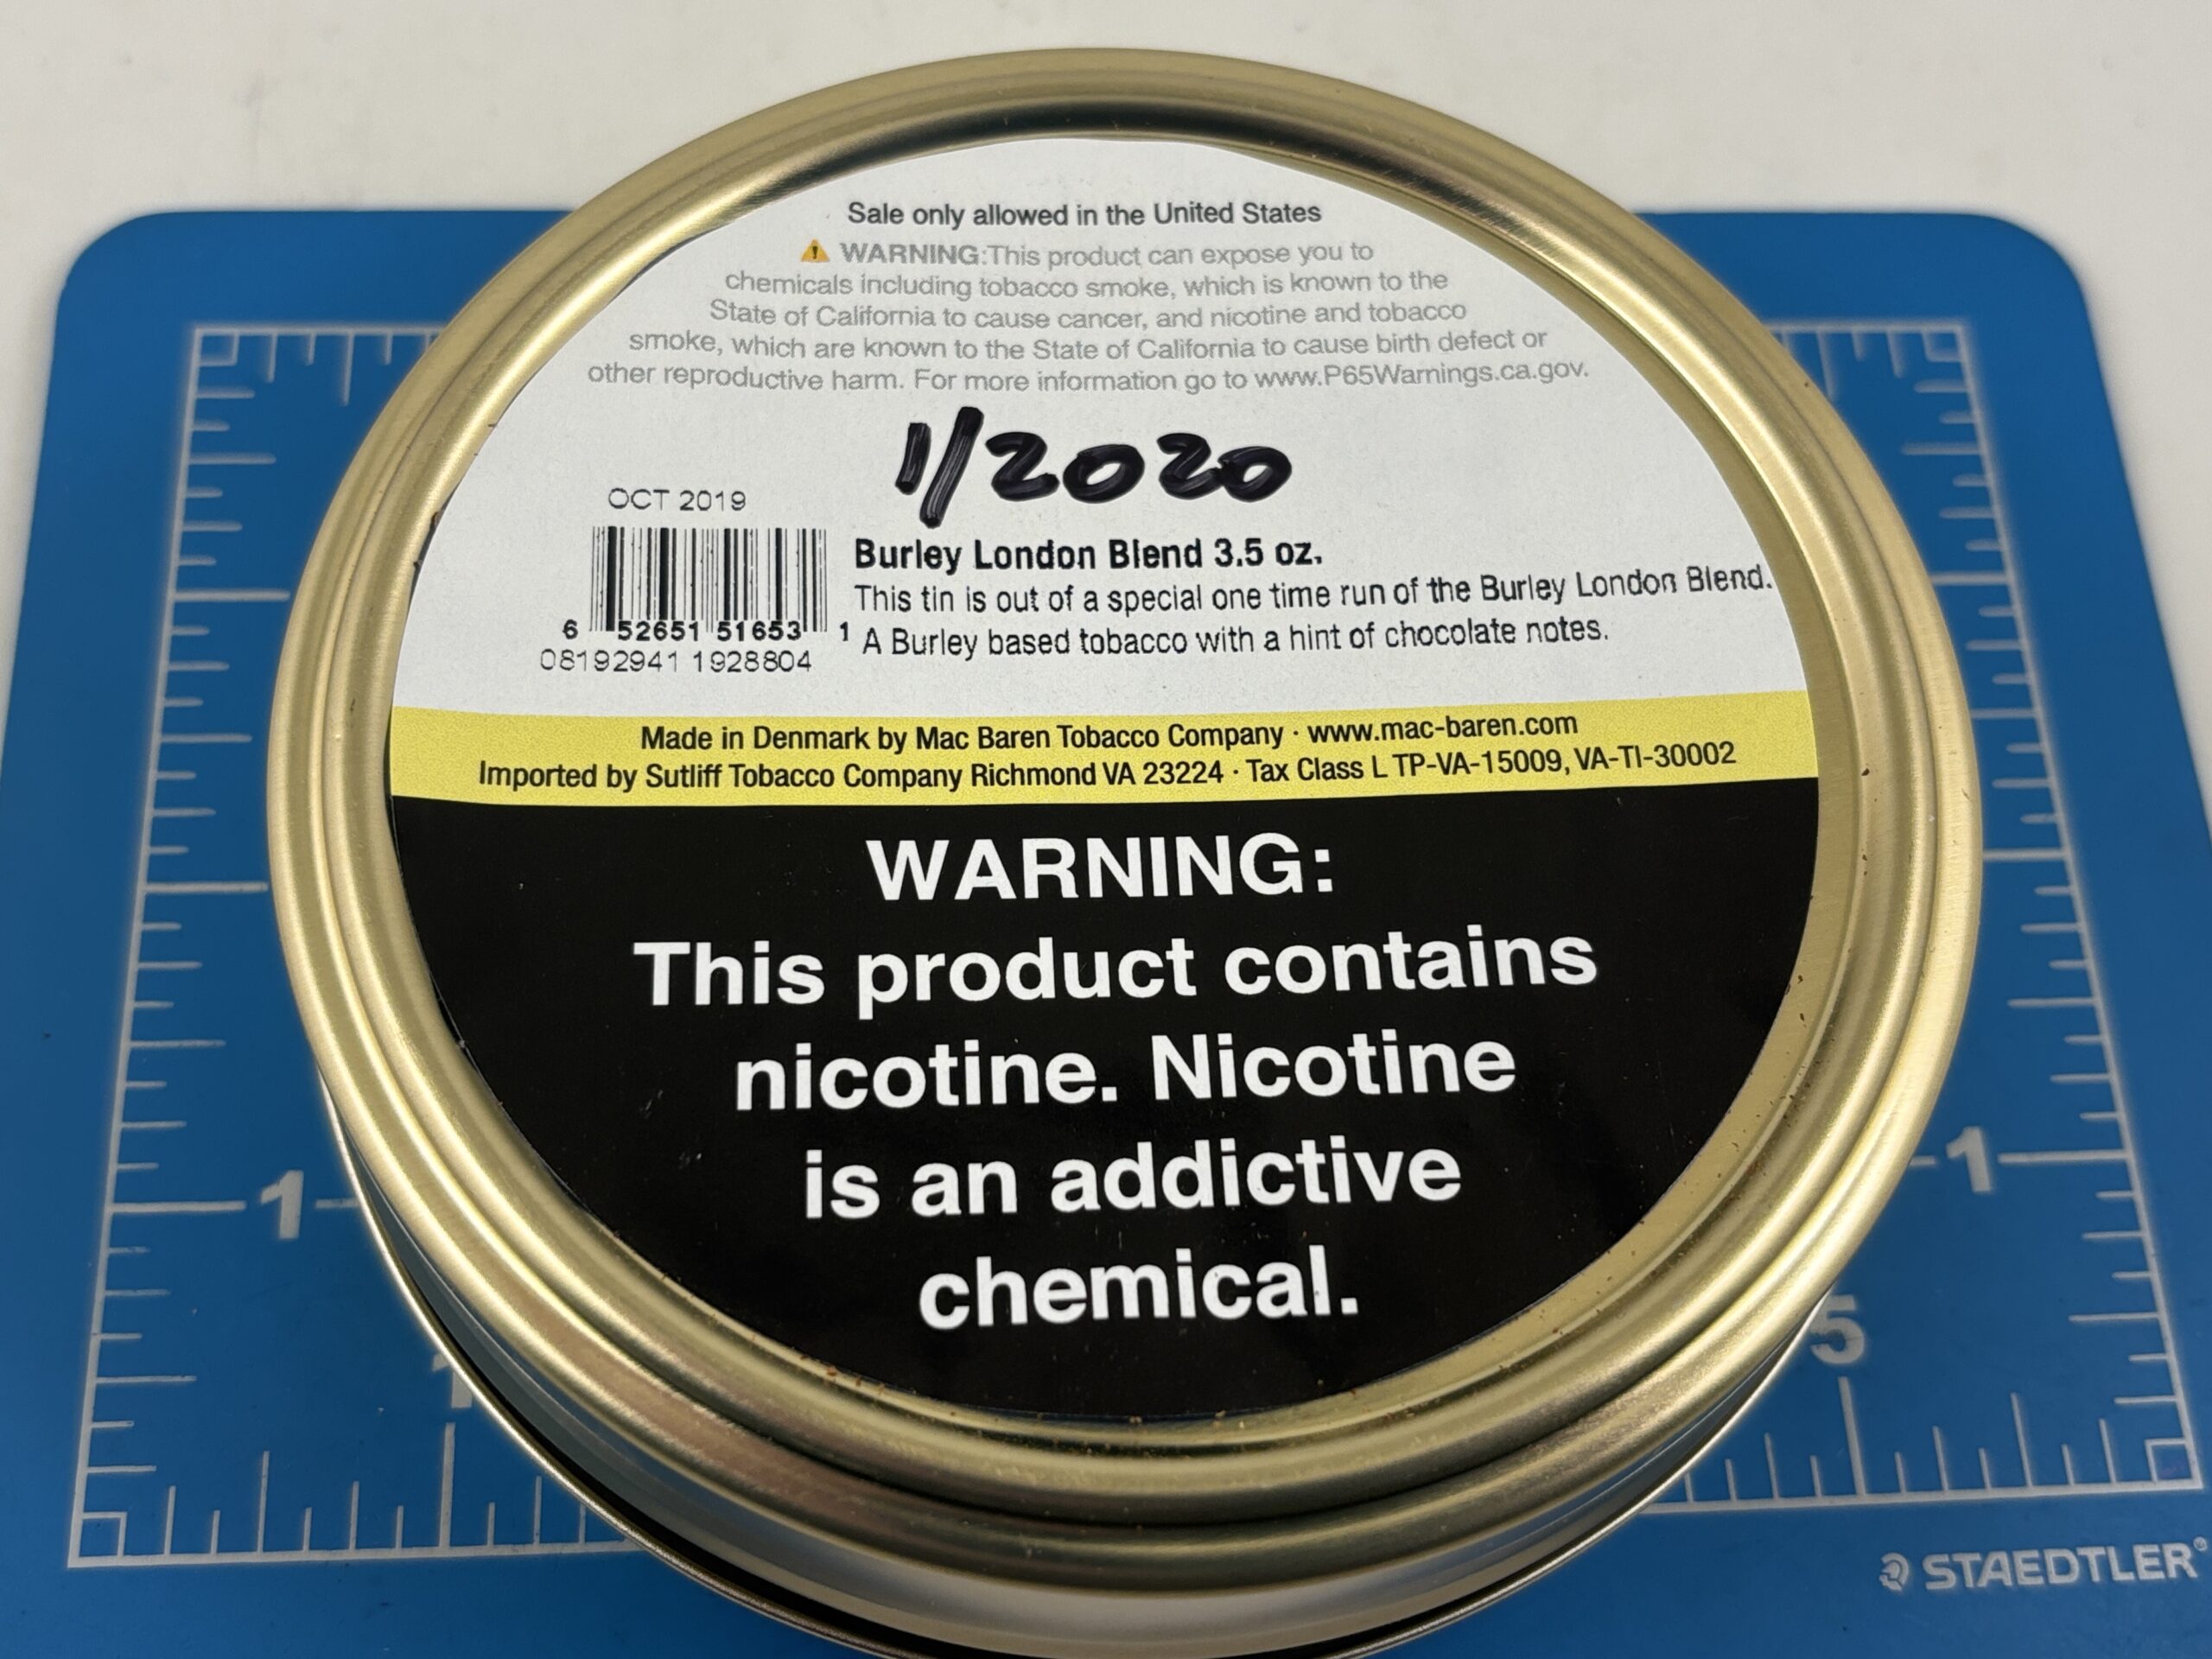 Sale only allowed in the United States
⚠ WARNING:This product can expose you to
chemicals including tobacco smoke, which is known to the
State of California to cause cancer, and nicotine and tobacco
smoke, which are known to the State of California to cause birth defect or
other reproductive harm. For more information go to www.P65Warnings.ca.gov.
1/2020
OCT 2019
6 52651 51653 1
08192941 1928804
Burley London Blend 3.5 oz.
This tin is out of a special one time run of the Burley London Blend.
A Burley based tobacco with a hint of chocolate notes.
Made in Denmark by Mac Baren Tobacco Company · www.mac-baren.com
Imported by Sutliff Tobacco Company Richmond VA 23224 · Tax Class L TP-VA-15009, VA-TI-30002
WARNING:
This product contains
nicotine. Nicotine
is an addictive
chemical.
1
1
1
5
STAEDTLER®